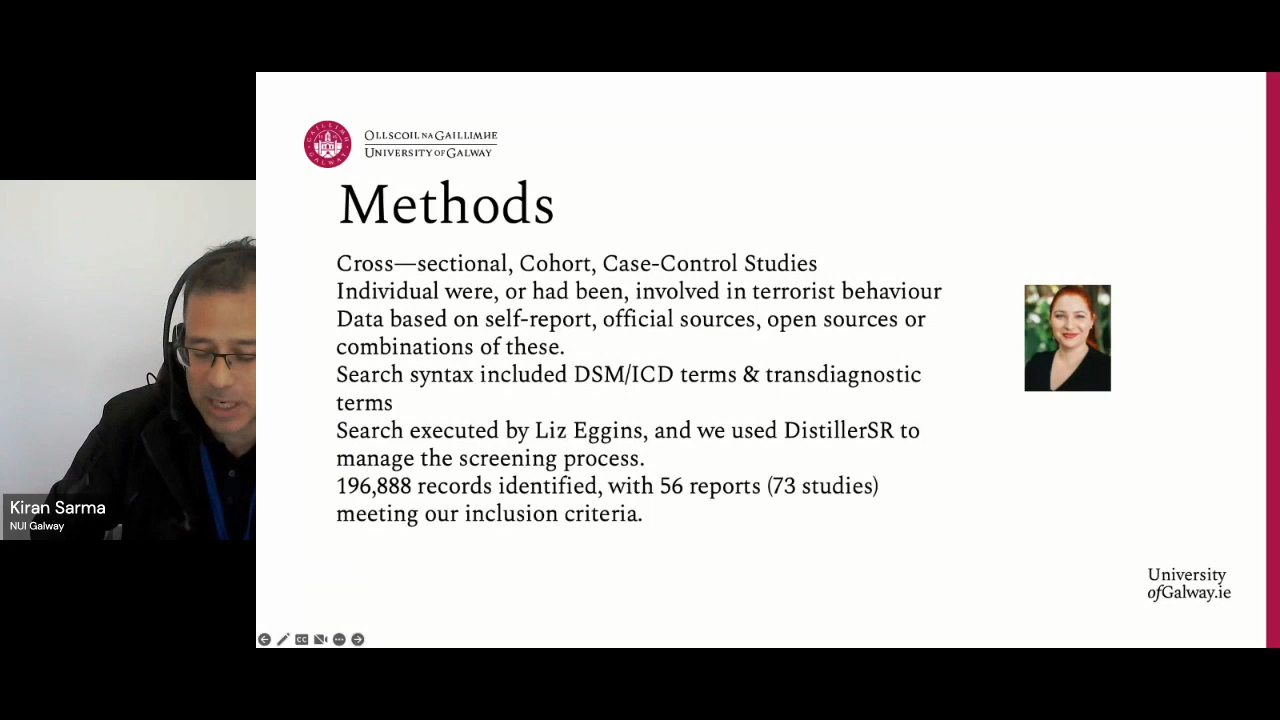 OLLSCOIL NA GAILLIMHE
UNIVERSITY OF GALWAY
Methods
Cross—sectional, Cohort, Case-Control Studies
Individual were, or had been, involved in terrorist behaviour
Data based on self-report, official sources, open sources or
combinations of these.
Search syntax included DSM/ICD terms & transdiagnostic
terms
Search executed by Liz Eggins, and we used DistillerSR to
manage the screening process.
196,888 records identified, with 56 reports (73 studies)
meeting our inclusion criteria.
Kiran Sarma
NUI Galway
University
ofGalway.ie
CC